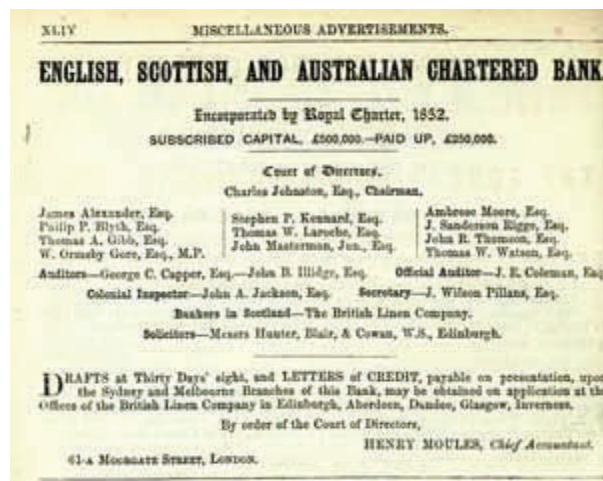 XLIV MISCELLANEOUS ADVERTISEMENTS.
ENGLISH, SCOTTISH, AND AUSTRALIAN CHARTERED BANK
Incorporated by Royal Charter, 1852.
SUBSCRIBED CAPITAL, £500,000.—PAID UP, £250,000.
Court of Directors.
Charles Johnston, Esq., Chairman.
James Alexander, Esq.
Philip P. Blyth, Esq.
Thomas A. Gibb, Esq.
W. Ormsby Gore, Esq., M.P.
Stephen P. Kennard, Esq.
Thomas W. Laroche, Esq.
John Masterman, Jun., Esq.
Ambrose Moore, Esq.
J. Sanderson Rigge, Esq.
John R. Thomson, Esq.
Thomas W. Watson, Esq.
Auditors—George C. Capper, Esq.—John B. Illidge, Esq. Official Auditor—J. E. Coleman, Esq
Colonial Inspector—John A. Jackson, Esq. Secretary—J. Wilson Pillans, Esq.
Bankers in Scotland—The British Linen Company.
Solicitors—Messrs Hunter, Blair, & Cowan, W.S., Edinburgh.
DRAFTS at Thirty Days' sight, and LETTERS of CREDIT, payable on presentation, upon
the Sydney and Melbourne Branches of this Bank, may be obtained on application at the
Offices of the British Linen Company in Edinburgh, Aberdeen, Dundee, Glasgow, Inverness.
By order of the Court of Directors,
HENRY MOULES, Chief Accountant.
61-A MOORGATE STREET, LONDON.